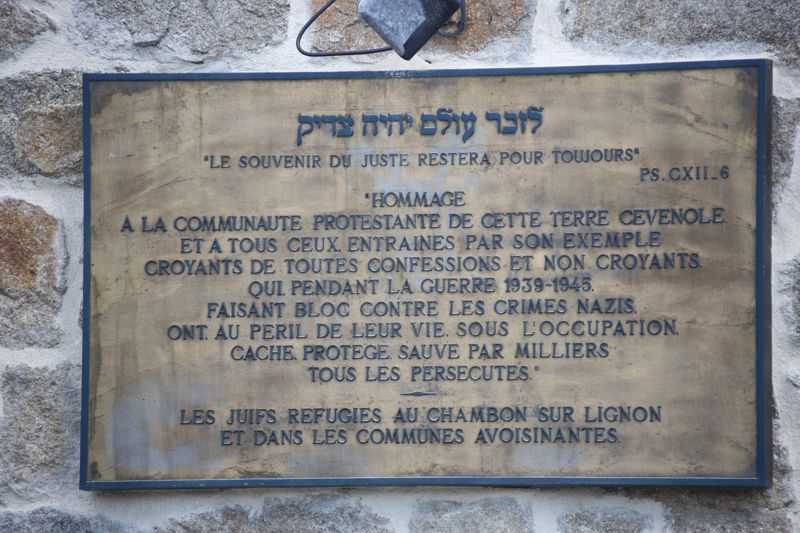 לזכר עולם יהיה צדיק
"LE SOUVENIR DU JUSTE RESTERA POUR TOUJOURS"
PS. CXII_6
"HOMMAGE
A LA COMMUNAUTE PROTESTANTE DE CETTE TERRE CEVENOLE.
ET A TOUS CEUX. ENTRAINES PAR SON EXEMPLE
CROYANTS DE TOUTES CONFESSIONS ET NON CROYANTS.
QUI PENDANT LA GUERRE 1939-1945.
FAISANT BLOC CONTRE LES CRIMES NAZIS.
ONT. AU PERIL DE LEUR VIE. SOUS L'OCCUPATION.
CACHE. PROTEGE. SAUVE PAR MILLIERS
TOUS LES PERSECUTES."
LES JUIFS REFUGIES AU CHAMBON SUR LIGNON
ET DANS LES COMMUNES AVOISINANTES.